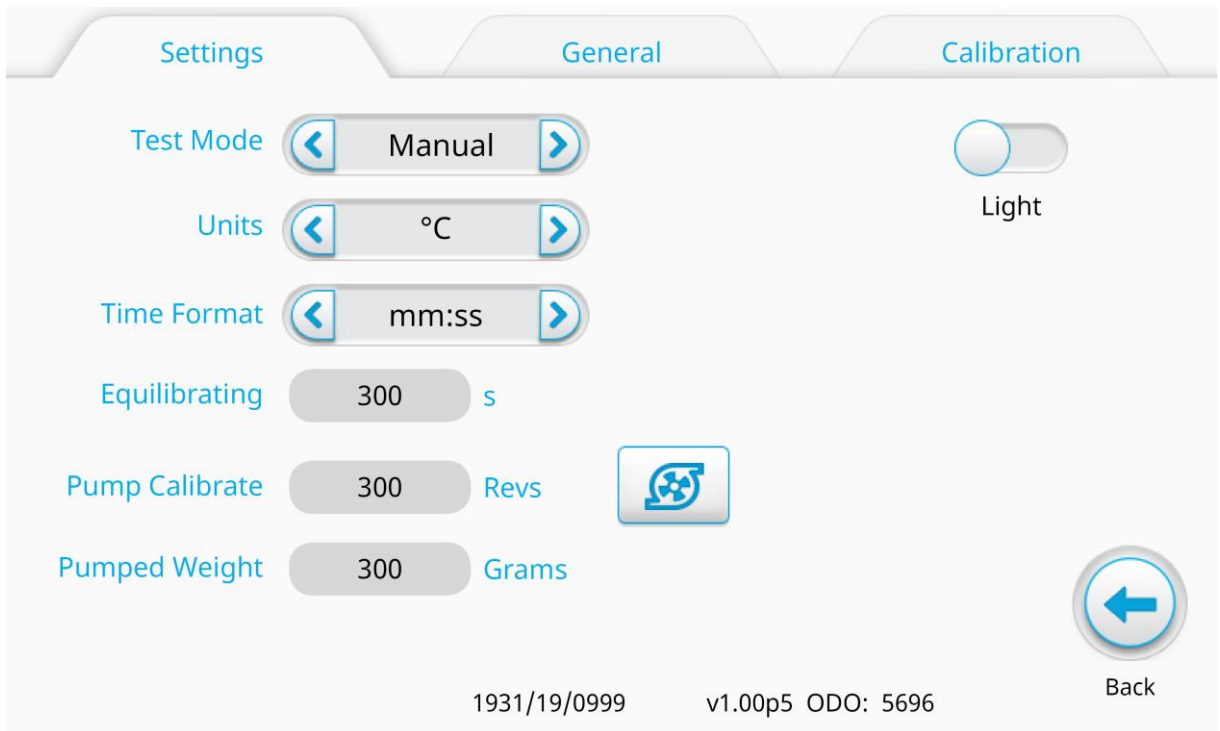 Settings General Calibration
Test Mode Manual
Light
Units °C
Time Format mm:ss
Equilibrating 300 s
Pump Calibrate 300 Revs
Pumped Weight 300 Grams
Back
1931/19/0999 v1.00p5 ODO: 5696